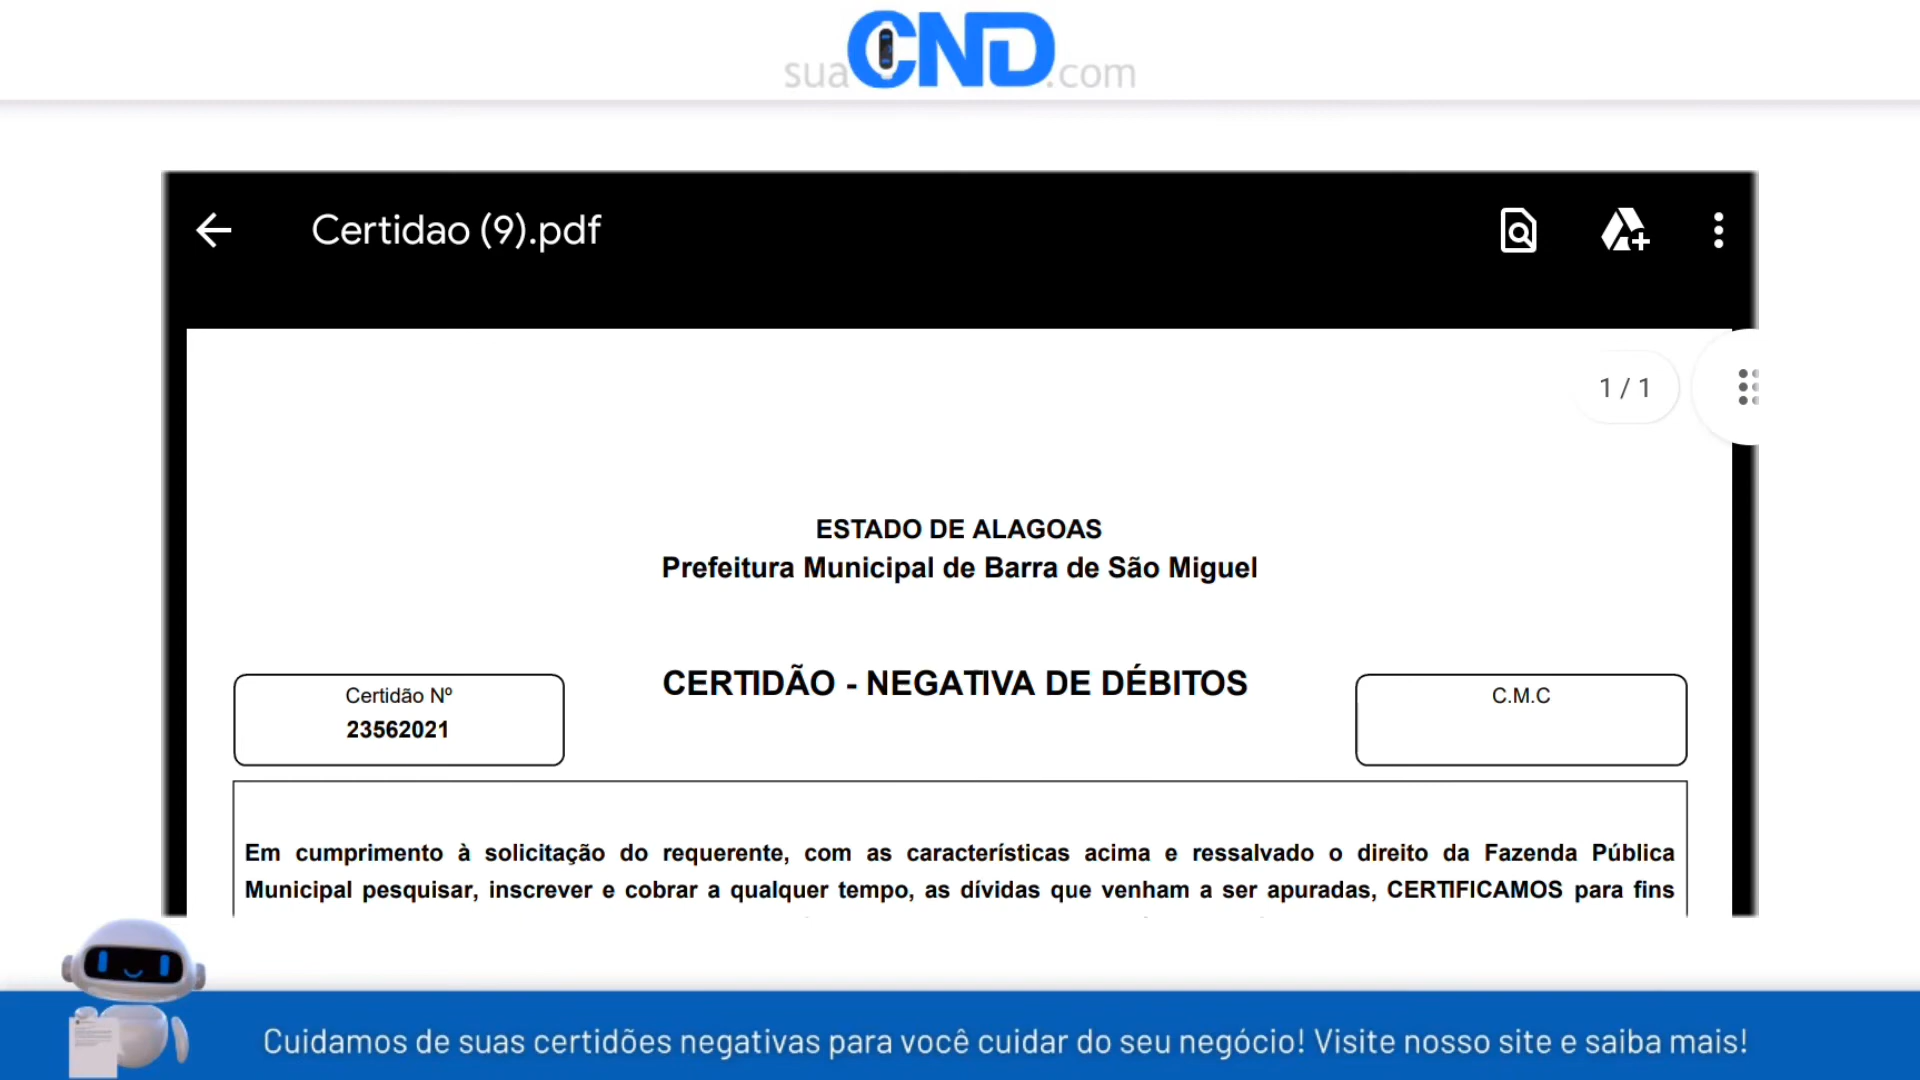 suaCND.com
Certidao (9).pdf
1 / 1
ESTADO DE ALAGOAS
Prefeitura Municipal de Barra de São Miguel
CERTIDÃO - NEGATIVA DE DÉBITOS
Certidão Nº
23562021
C.M.C
Em cumprimento à solicitação do requerente, com as características acima e ressalvado o direito da Fazenda Pública
Municipal pesquisar, inscrever e cobrar a qualquer tempo, as dívidas que venham a ser apuradas, CERTIFICAMOS para fins
Cuidamos de suas certidões negativas para você cuidar do seu negócio! Visite nosso site e saiba mais!